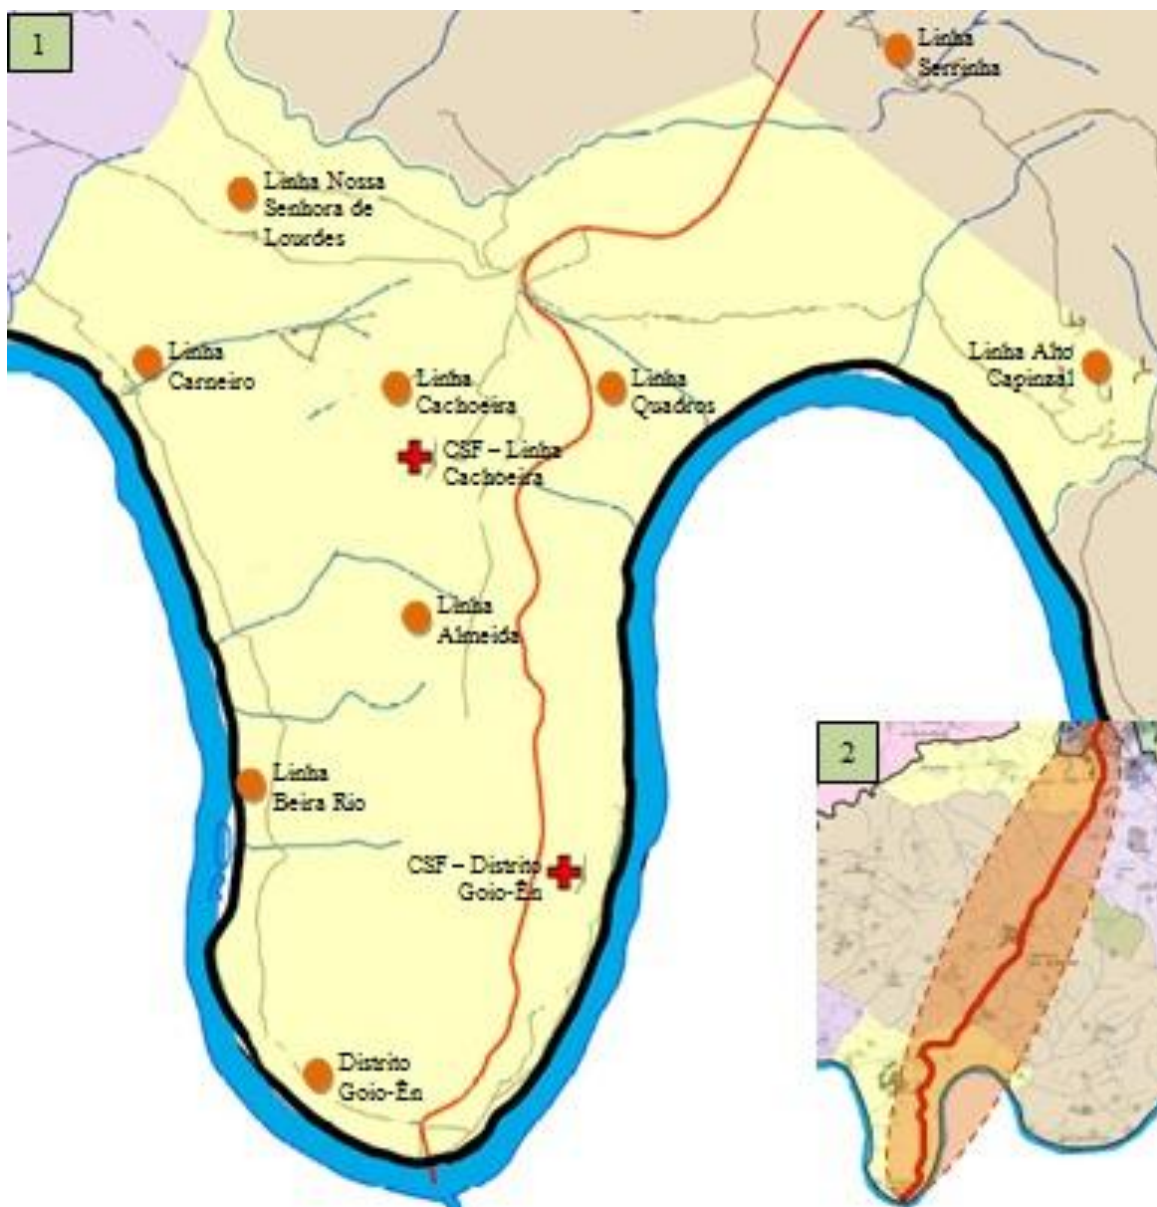 1
Linha
Serrinha
Linha Nossa
Senhora de
Lourdes
Linha
Carneiro
Linha
Cachoeira
Linha
Quadros
Linha Alto
Capinzal
CSF – Linha
Cachoeira
Linha
Almeida
2
Linha
Beira Rio
CSF – Distrito
Goio-Ên
Distrito
Goio-Ên